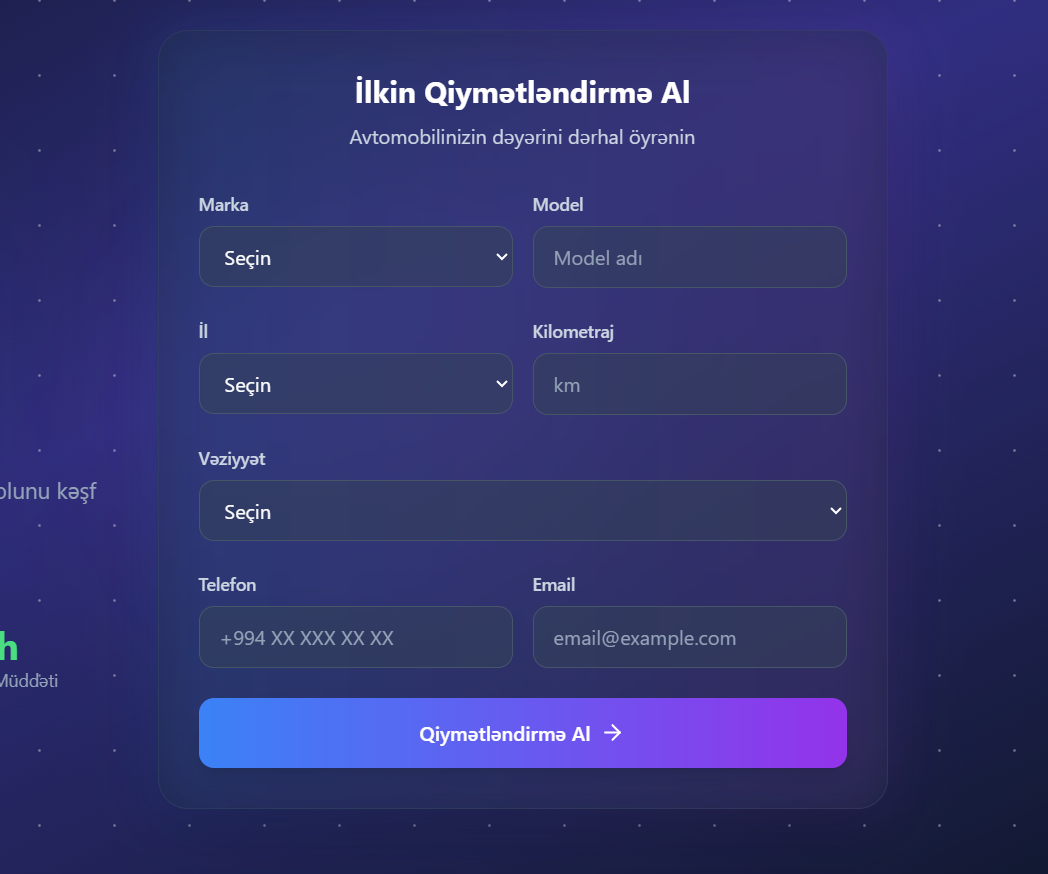 İlkin Qiymətləndirmə Al
Avtomobilinizin dəyərini dərhal öyrənin
Marka
Model
Seçin
Model adı
İl
Kilometraj
Seçin
km
Vəziyyət
kəşf
Seçin
Telefon
Email
+994 XX XXX XX XX
email@example.com
h
Müddəti
Qiymətləndirmə Al →